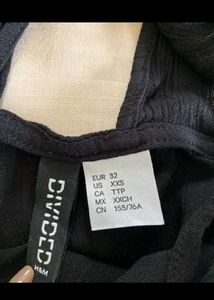 DIVIDED
H&M
EUR 32
US XXS
CA TTP
MX XXCH
CN 155/76A